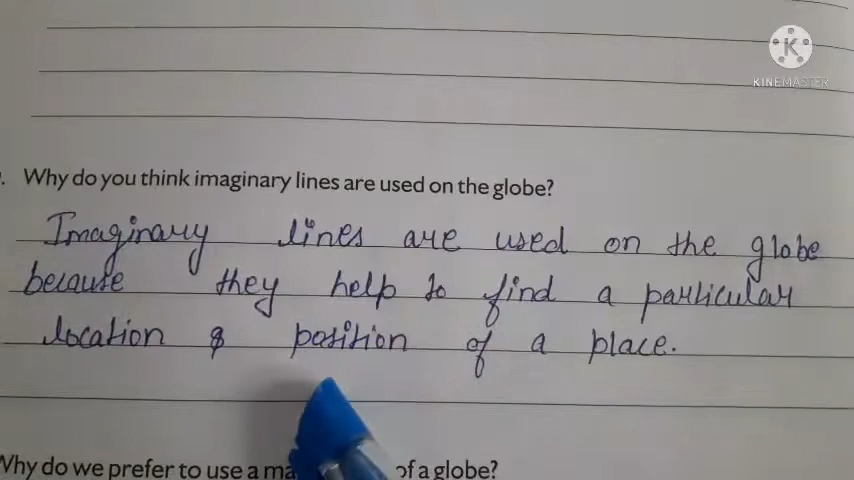 K
KINEMASTER
. Why do you think imaginary lines are used on the globe?
Imaginary lines are used on the globe
because they help to find a particular
location & position of a place.
Why do we prefer to use a ma of a globe?